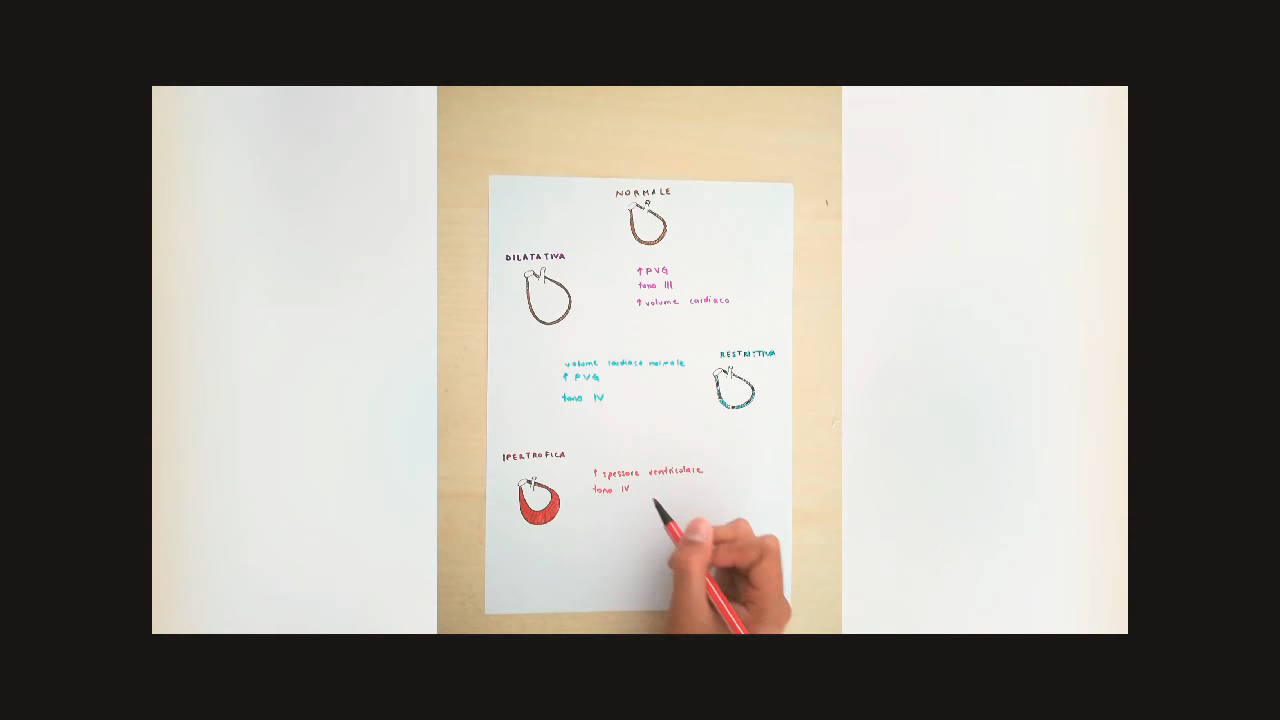 NORMALE
DILATATIVA
↑ PVG
tono III
↑ volume cardiaco
RESTRITTIVA
volume cardiaco normale
↑ PVG
tono IV
IPERTROFICA
↑ spessore ventricolare
tono IV